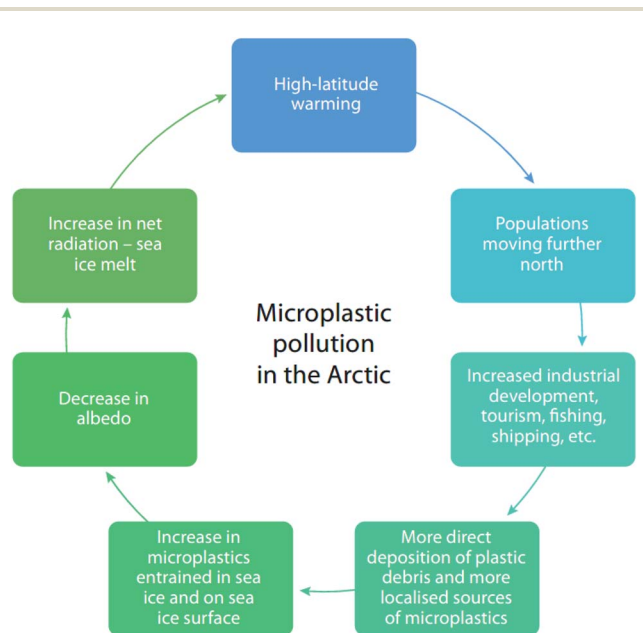 High-latitude
warming
Populations
moving further
north
Increased industrial
development,
tourism, fishing,
shipping, etc.
More direct
deposition of plastic
debris and more
localised sources
of microplastics
Increase in
microplastics
entrained in sea
ice and on sea
ice surface
Decrease in
albedo
Increase in net
radiation – sea
ice melt
Microplastic
pollution
in the Arctic